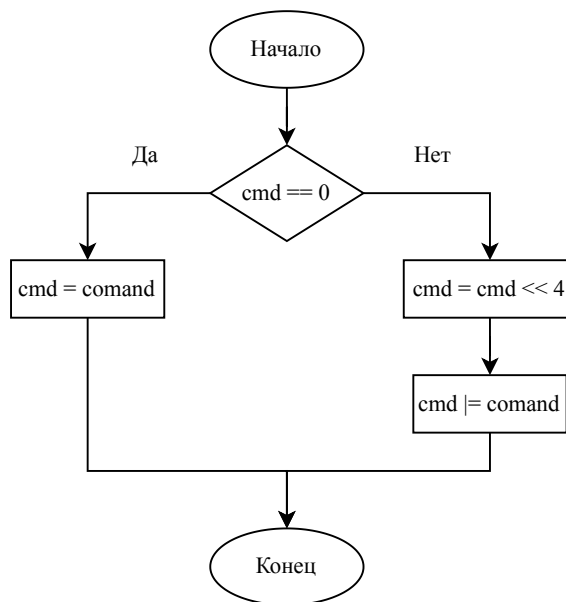 Начало
Да
Нет
cmd == 0
cmd = comand
cmd = cmd << 4
cmd |= comand
Конец